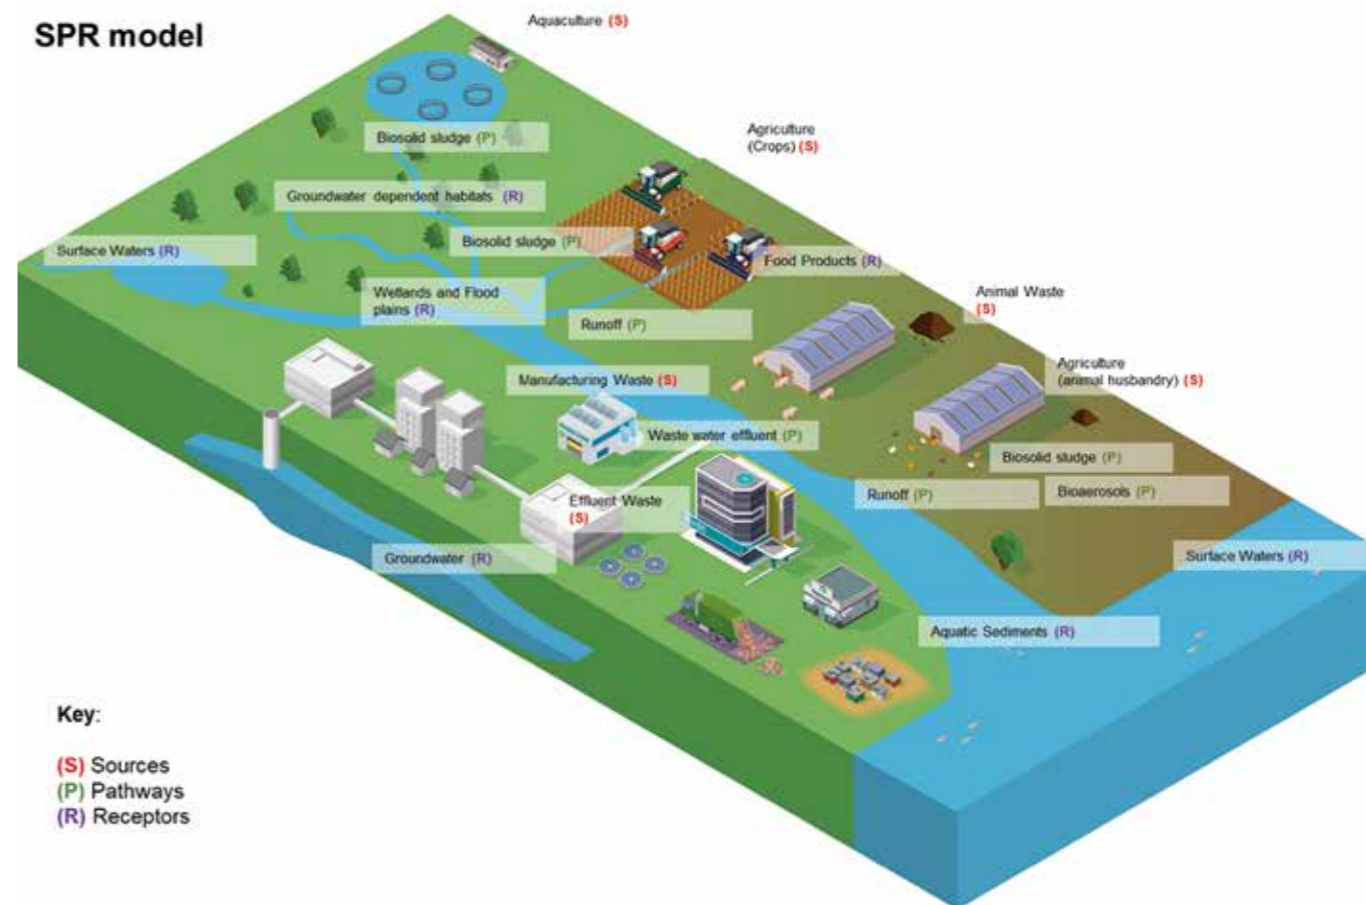 SPR model
Aquaculture (S)
Agriculture
(Crops) (S)
Biosolid sludge (P)
Groundwater dependent habitats (R)
Biosolid sludge (P)
Surface Waters (R)
Food Products (R)
Wetlands and Flood
plains (R)
Animal Waste
(S)
Runoff (P)
Agriculture
(animal husbandry) (S)
Manufacturing Waste (S)
Waste water effluent (P)
Biosolid sludge (P)
Runoff (P)
Bioaerosols (P)
Effluent Waste
(S)
Groundwater (R)
Surface Waters (R)
Aquatic Sediments (R)
Key:
(S) Sources
(P) Pathways
(R) Receptors